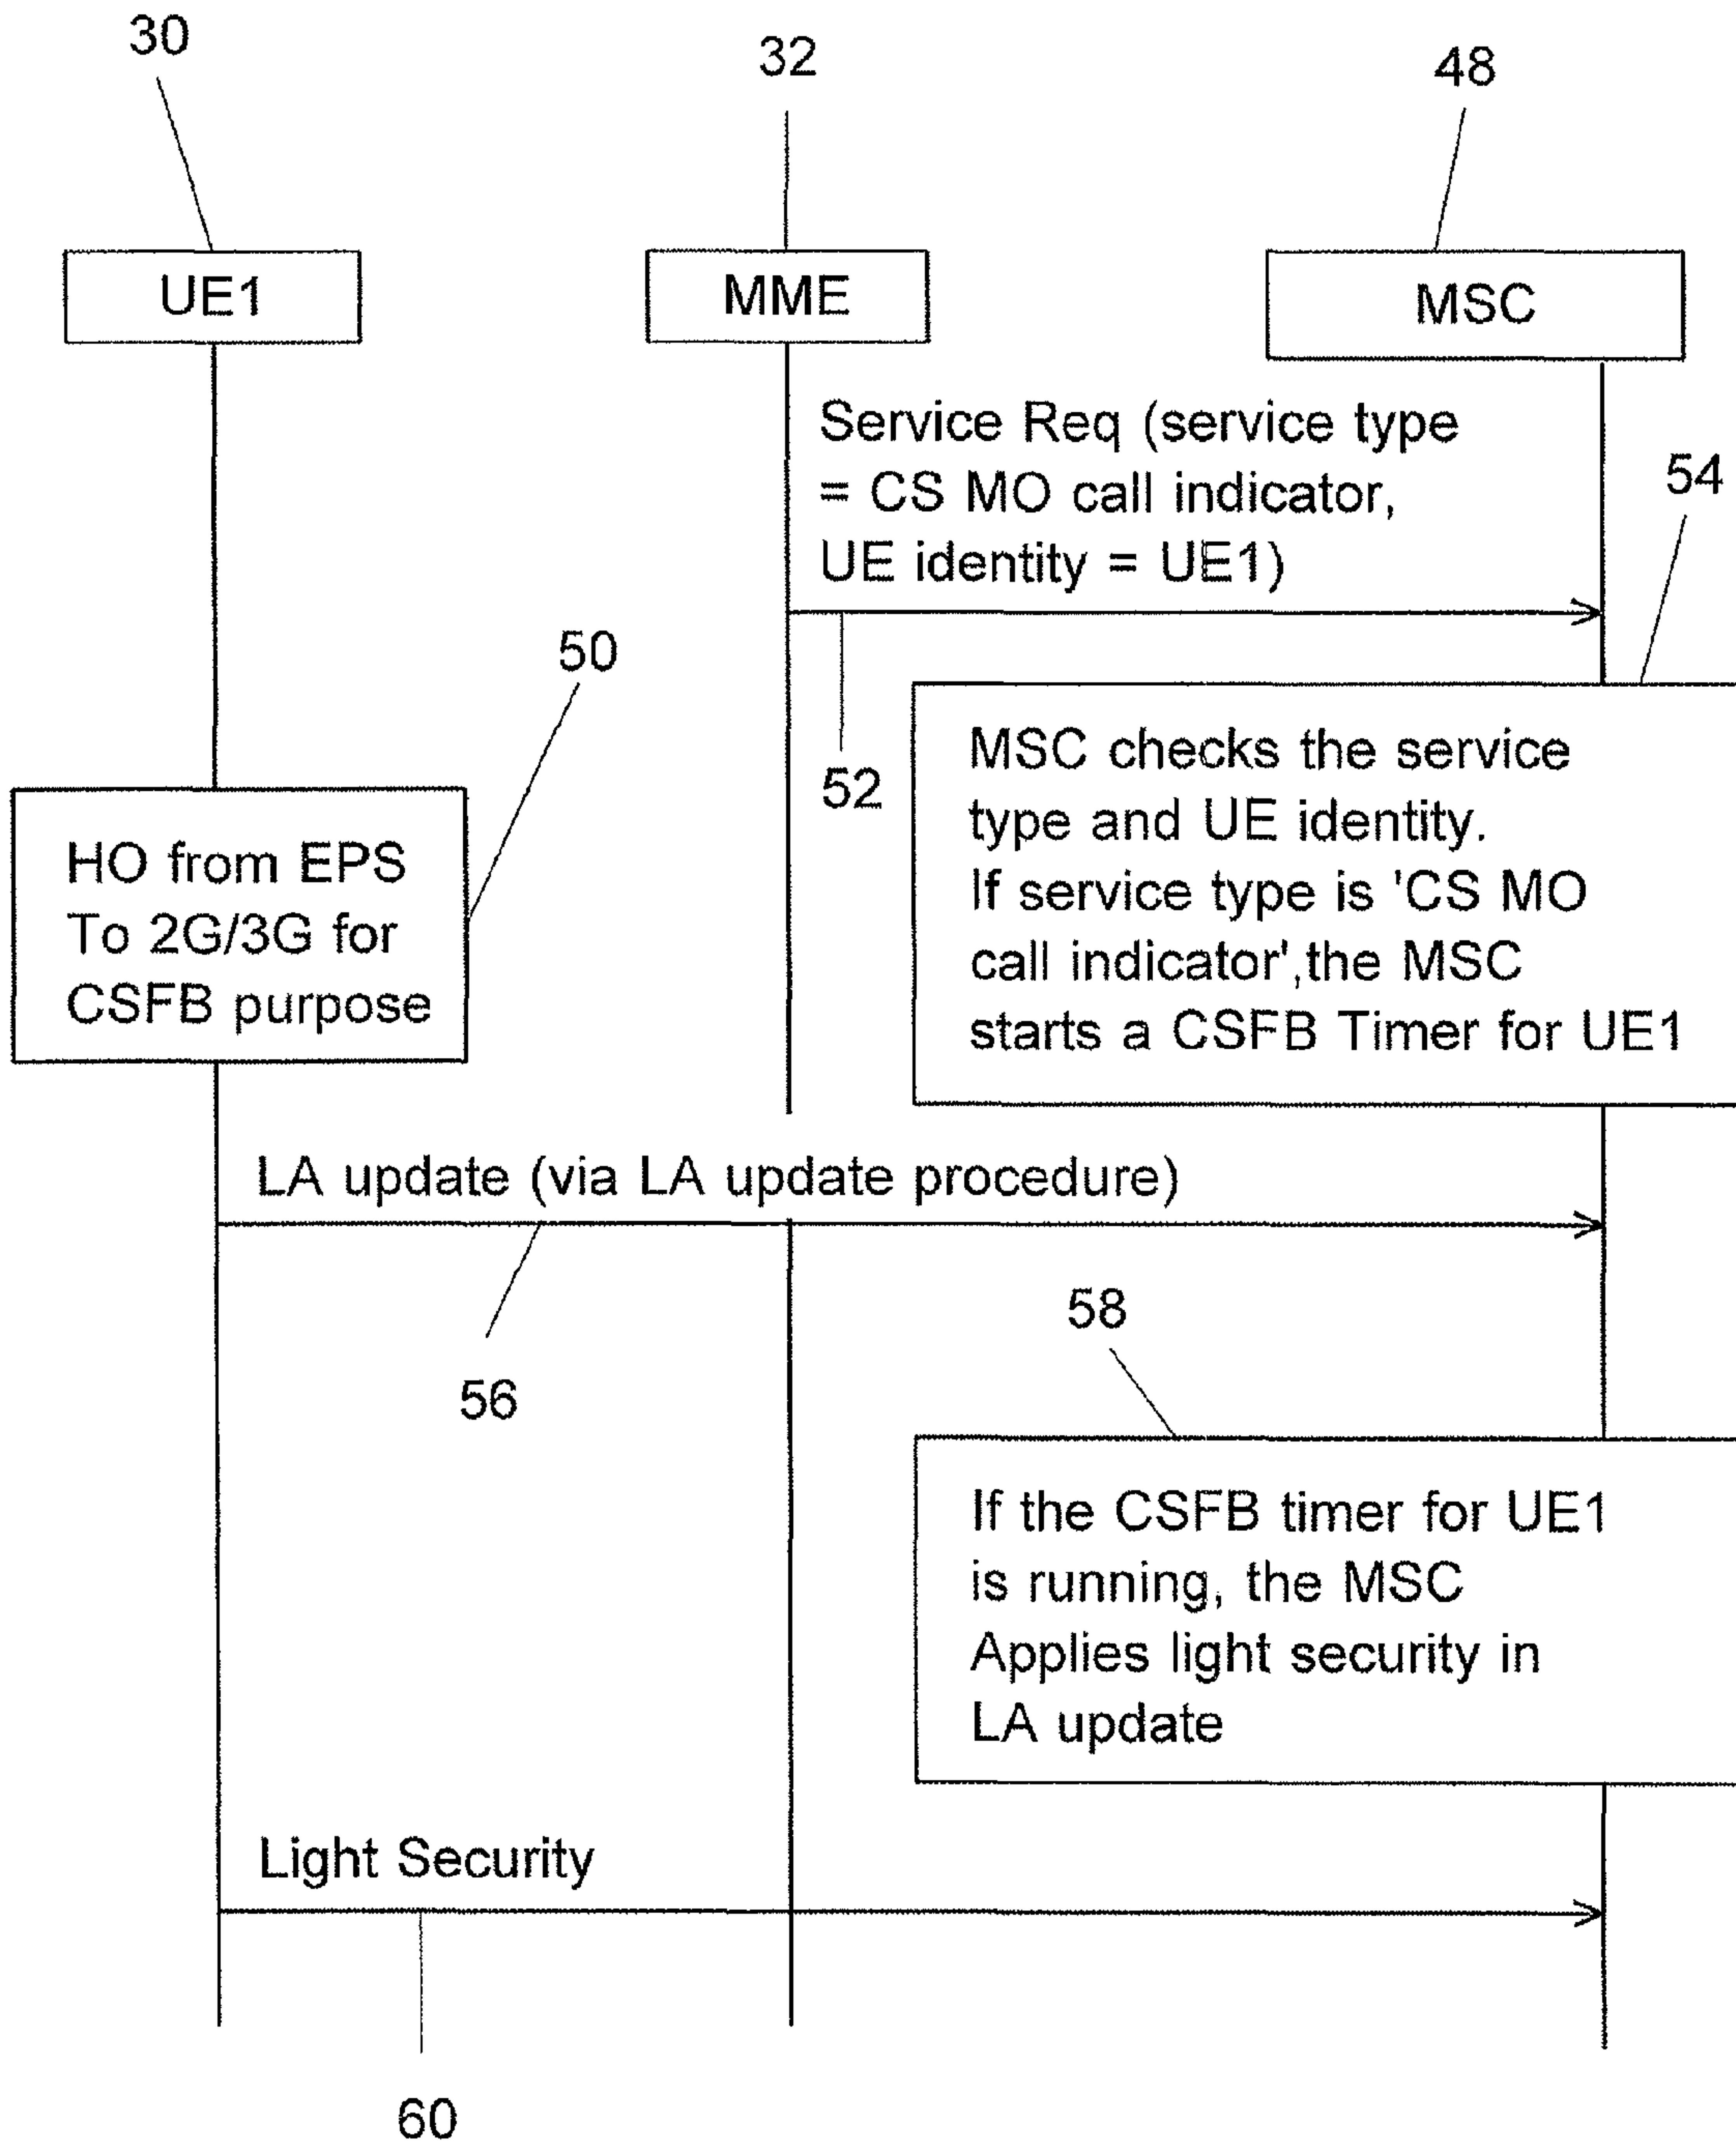 30
32
48
UE1
MME
MSC
Service Req (service type
= CS MO call indicator,
UE identity = UE1)
54
50
52
MSC checks the service
type and UE identity.
If service type is 'CS MO
call indicator',the MSC
starts a CSFB Timer for UE1
HO from EPS
To 2G/3G for
CSFB purpose
LA update (via LA update procedure)
56
58
If the CSFB timer for UE1
is running, the MSC
Applies light security in
LA update
Light Security
60